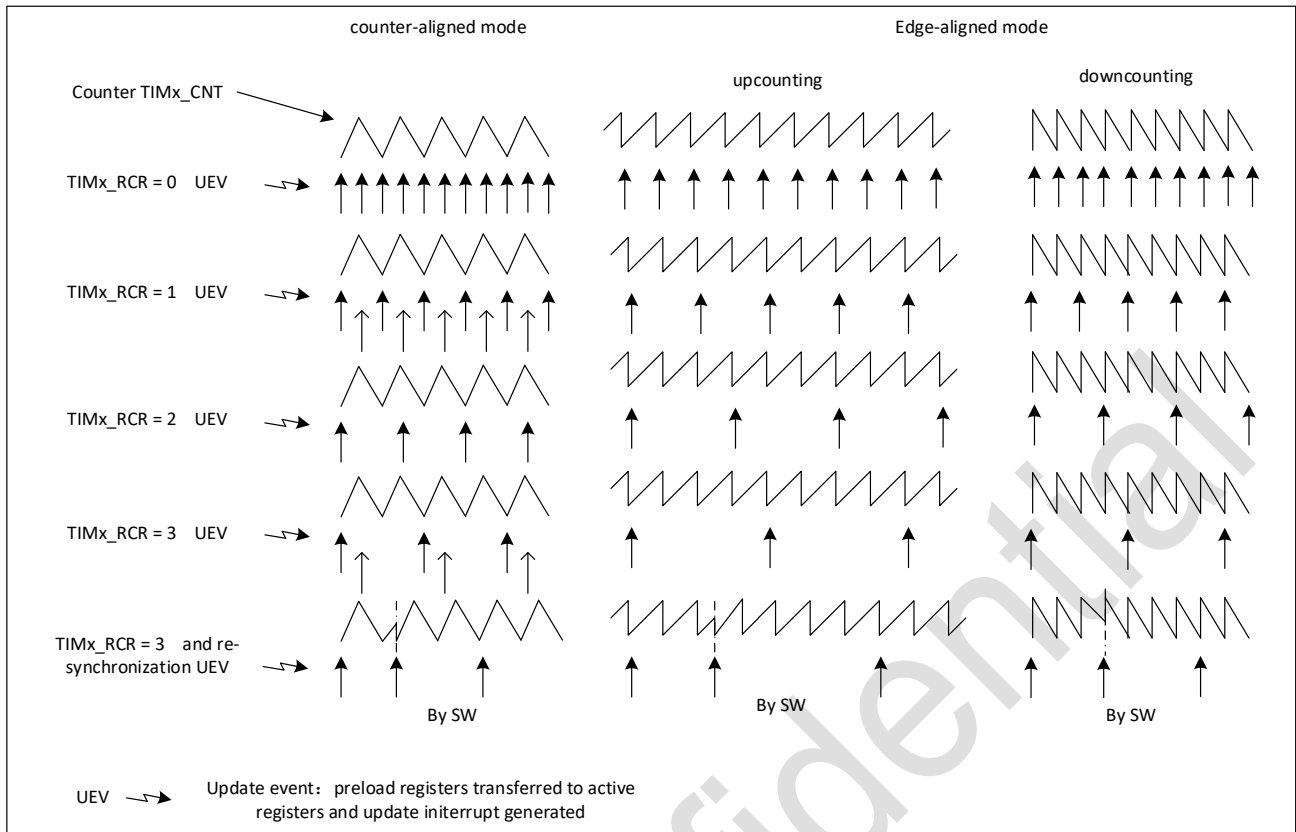 counter-aligned mode
Edge-aligned mode
upcounting
downcounting
Counter TIMx_CNT
TIMx_RCR = 0 UEV
TIMx_RCR = 1 UEV
TIMx_RCR = 2 UEV
TIMx_RCR = 3 UEV
TIMx_RCR = 3 and re-
synchronization UEV
By SW
By SW
By SW
UEV
Update event：preload registers transferred to active
registers and update initerrupt generated